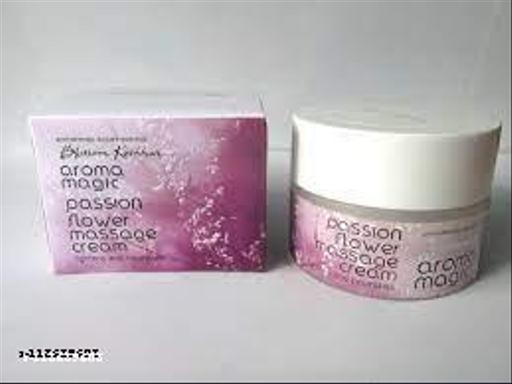 Blossom Kochhar
aroma
magic
passion
flower
massage
cream
passion
flower
massage
cream
aroma
magic